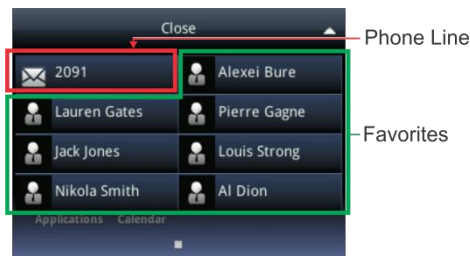 Close
Phone Line
2091
Alexei Bure
Lauren Gates
Pierre Gagne
Favorites
Jack Jones
Louis Strong
Nikola Smith
Al Dion
Applications Calendar